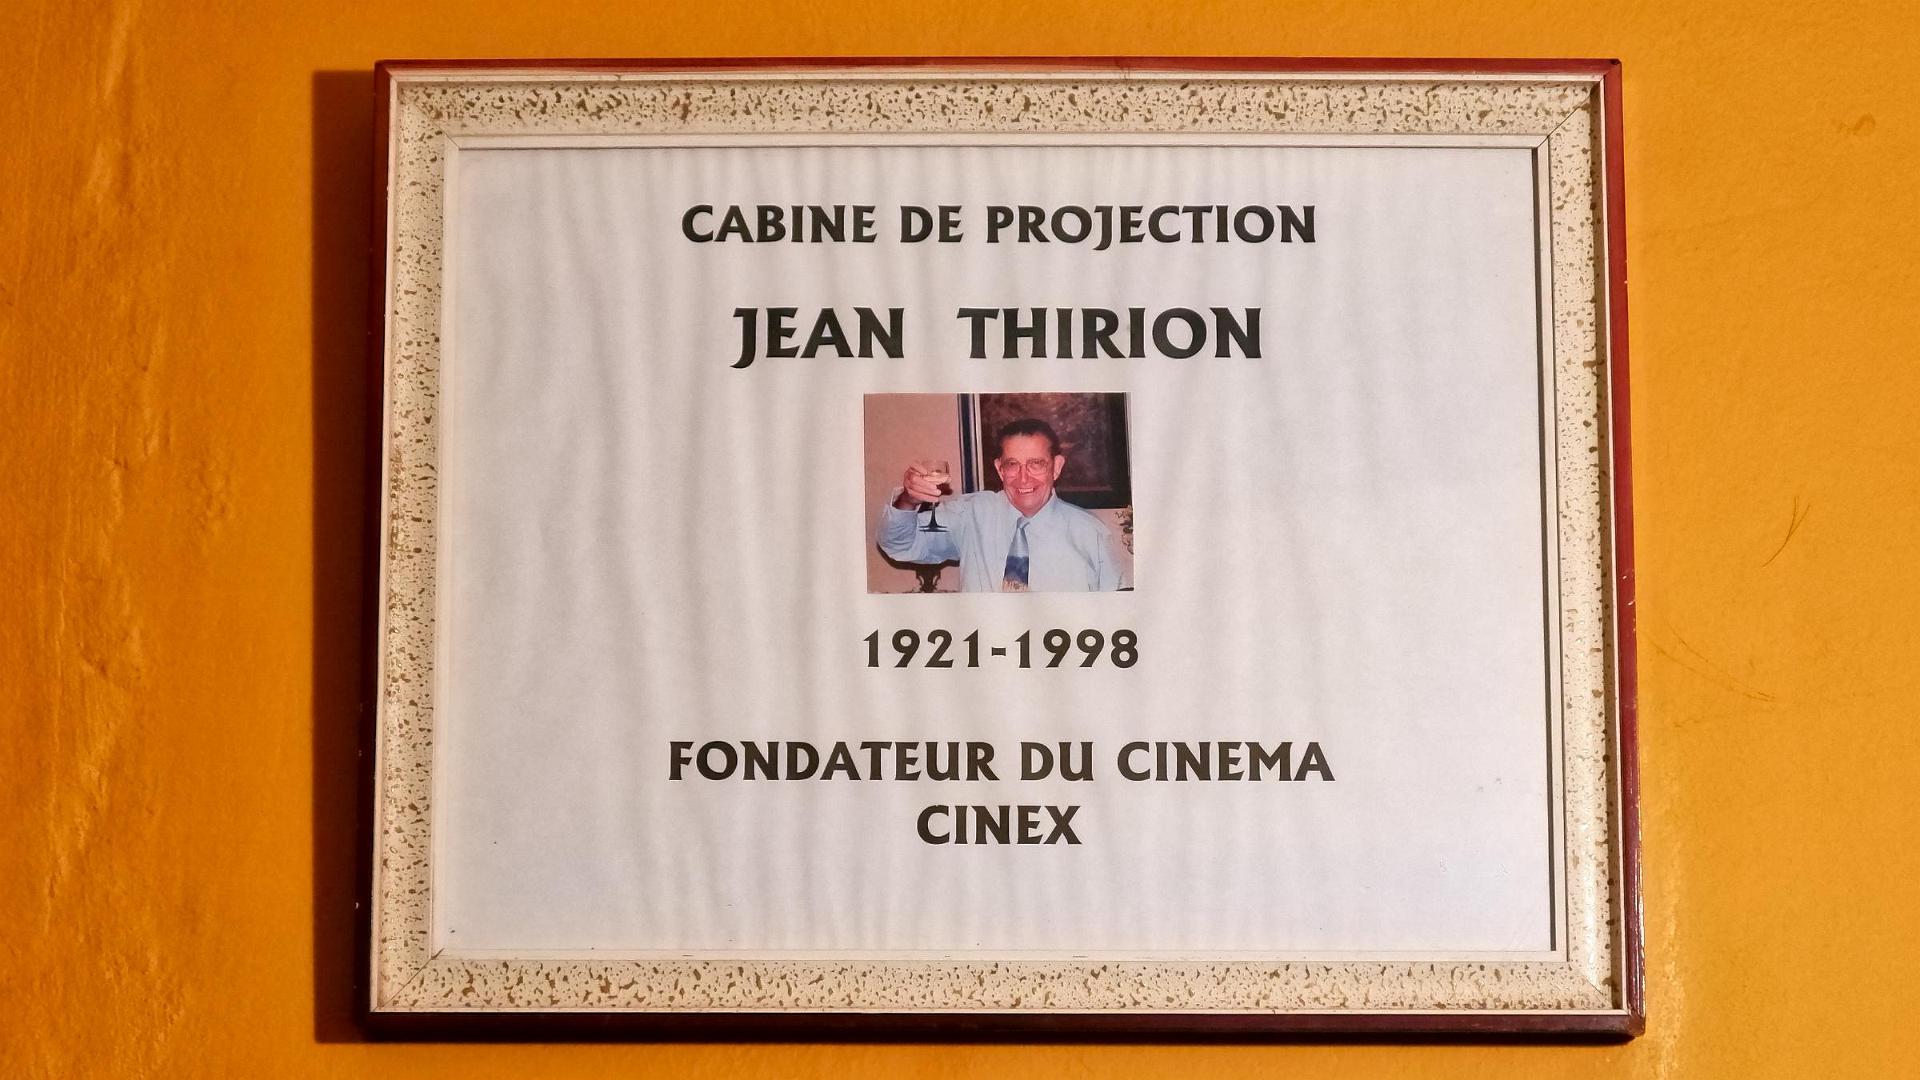 CABINE DE PROJECTION
JEAN THIRION
1921-1998
FONDATEUR DU CINEMA
CINEX